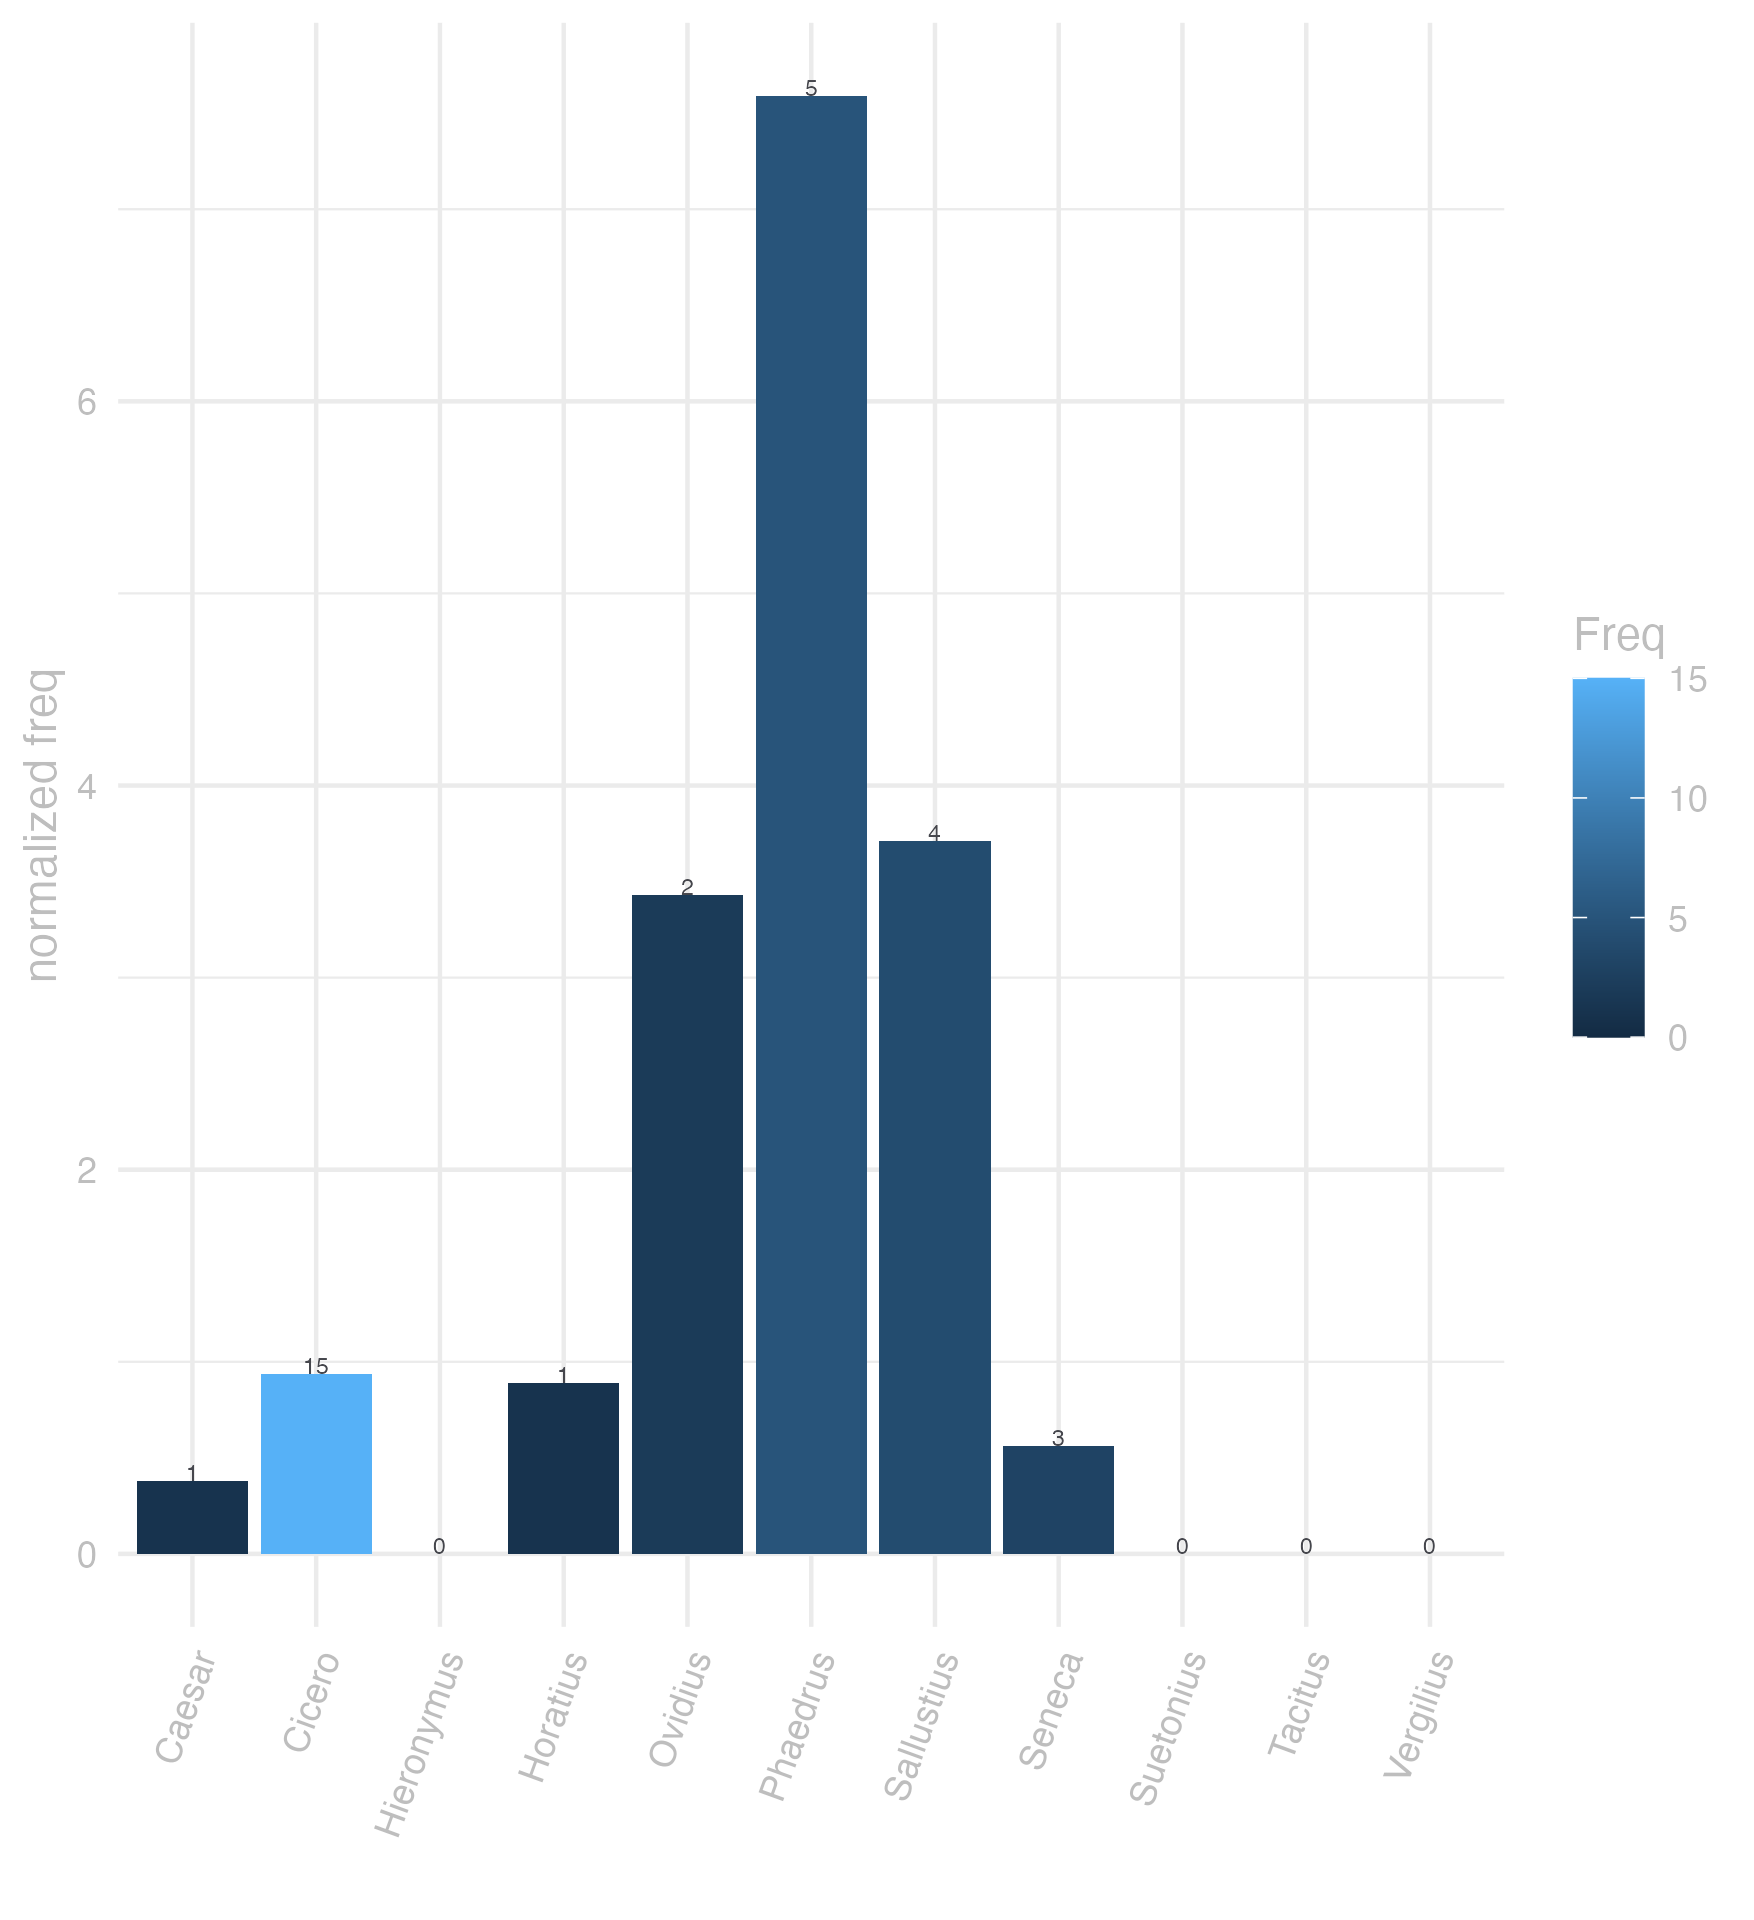 normalized freq
6
4
2
0
1
15
0
1
2
5
4
3
0
0
0
Caesar
Cicero
Hieronymus
Horatius
Ovidius
Phaedrus
Sallustius
Seneca
Suetonius
Tacitus
Vergilius
Freq
15
10
5
0